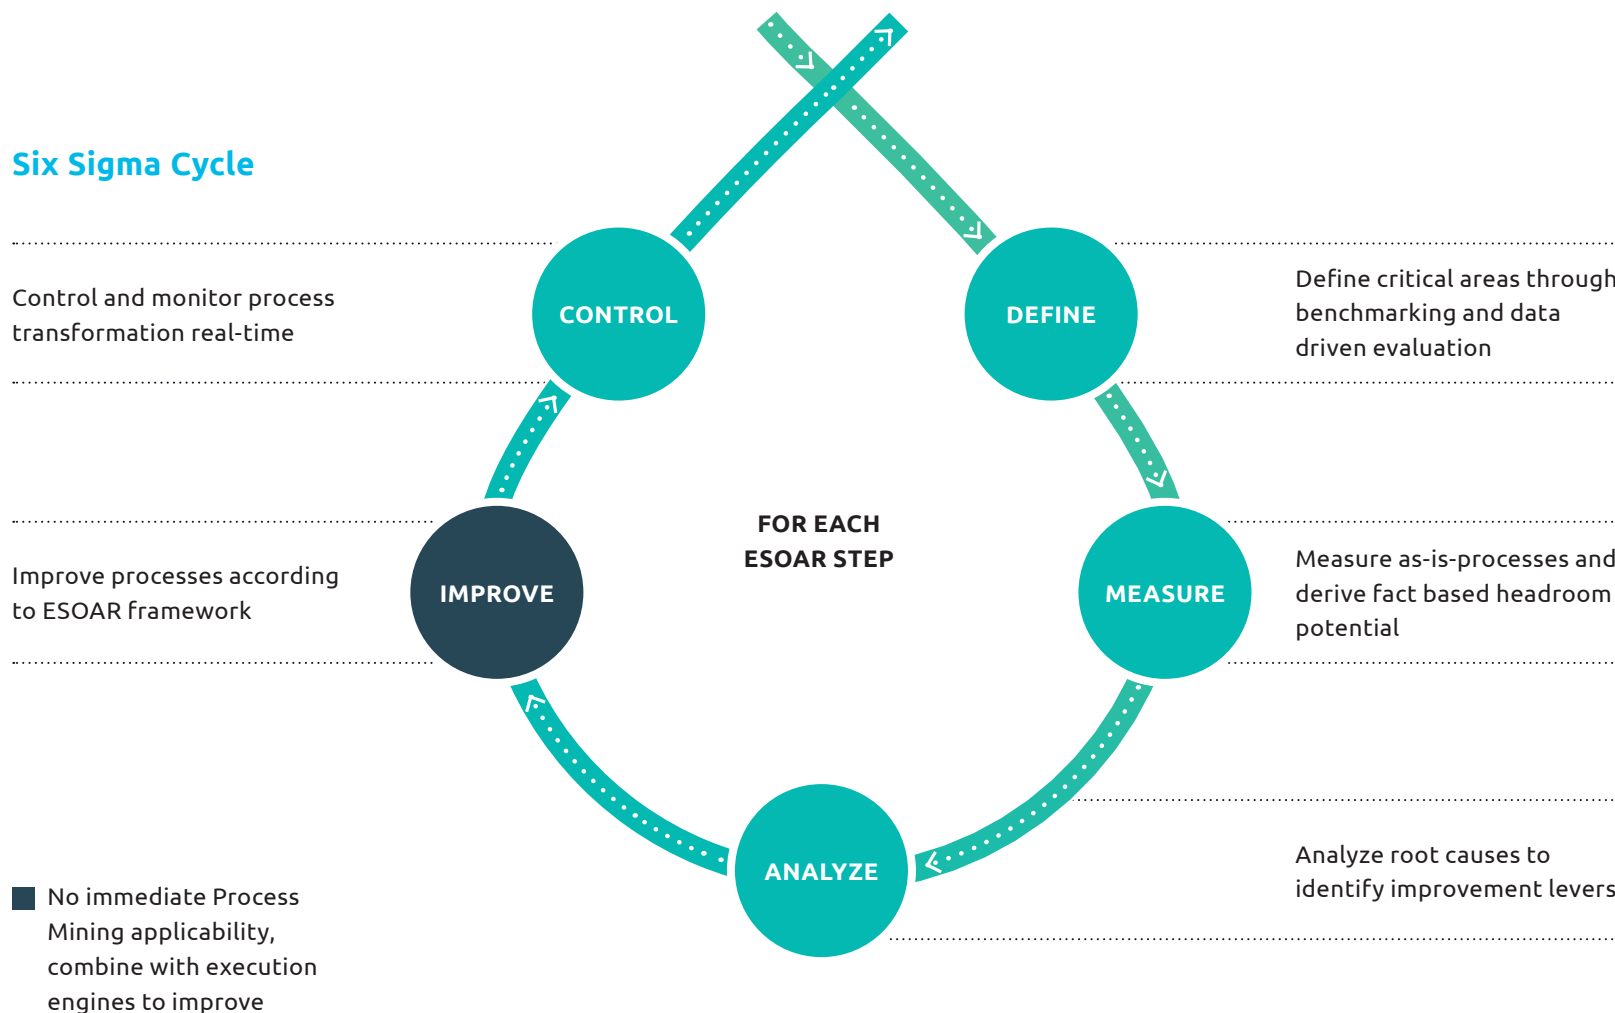 Six Sigma Cycle
CONTROL
Control and monitor process
transformation real-time
DEFINE
Define critical areas through
benchmarking and data
driven evaluation
FOR EACH
ESOAR STEP
IMPROVE
Improve processes according
to ESOAR framework
MEASURE
Measure as-is-processes and
derive fact based headroom
potential
ANALYZE
Analyze root causes to
identify improvement levers
No immediate Process
Mining applicability,
combine with execution
engines to improve